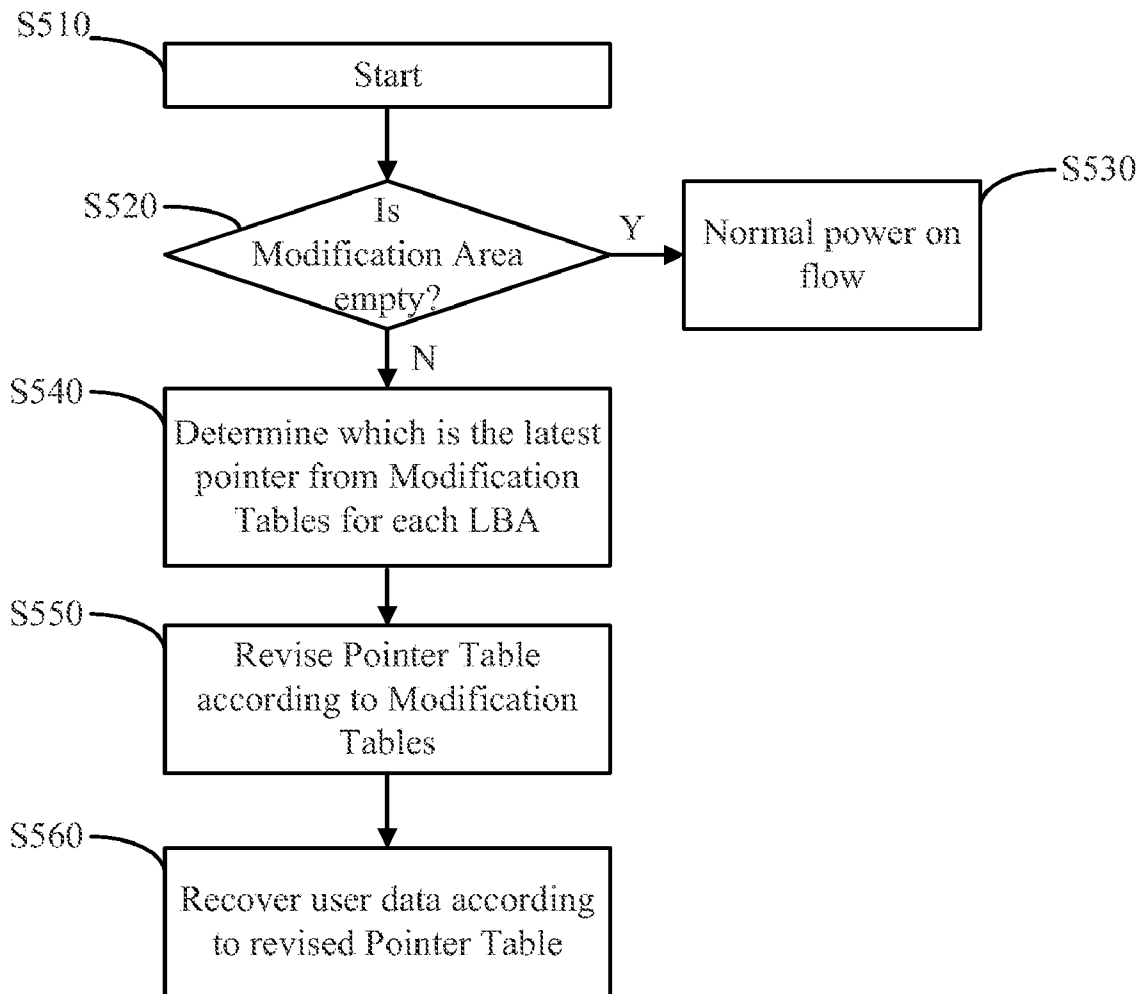 S510
Start
S520
Is
Modification Area
empty?
Y
S530
Normal power on
flow
N
S540
Determine which is the latest
pointer from Modification
Tables for each LBA
S550
Revise Pointer Table
according to Modification
Tables
S560
Recover user data according
to revised Pointer Table